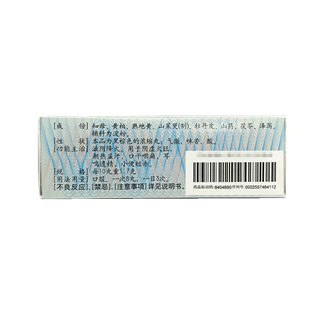 [成 份] 知母、黄柏、熟地黄、山茱萸(制)、牡丹皮、山药、茯苓、泽泻。
辅料为淀粉。
[性 状] 本品为黑棕色的浓缩丸;气微,味苦、酸。
[功能主治] 滋阴降火。用于阴虚火旺,
潮热盗汗,口干咽痛,耳
鸣遗精,小便短赤。
[规 格] 每10丸重1.7克
[用法用量] 口服,一次8丸,一日3次。
[不良反应]、[禁忌]、[注意事项]详见说明书。